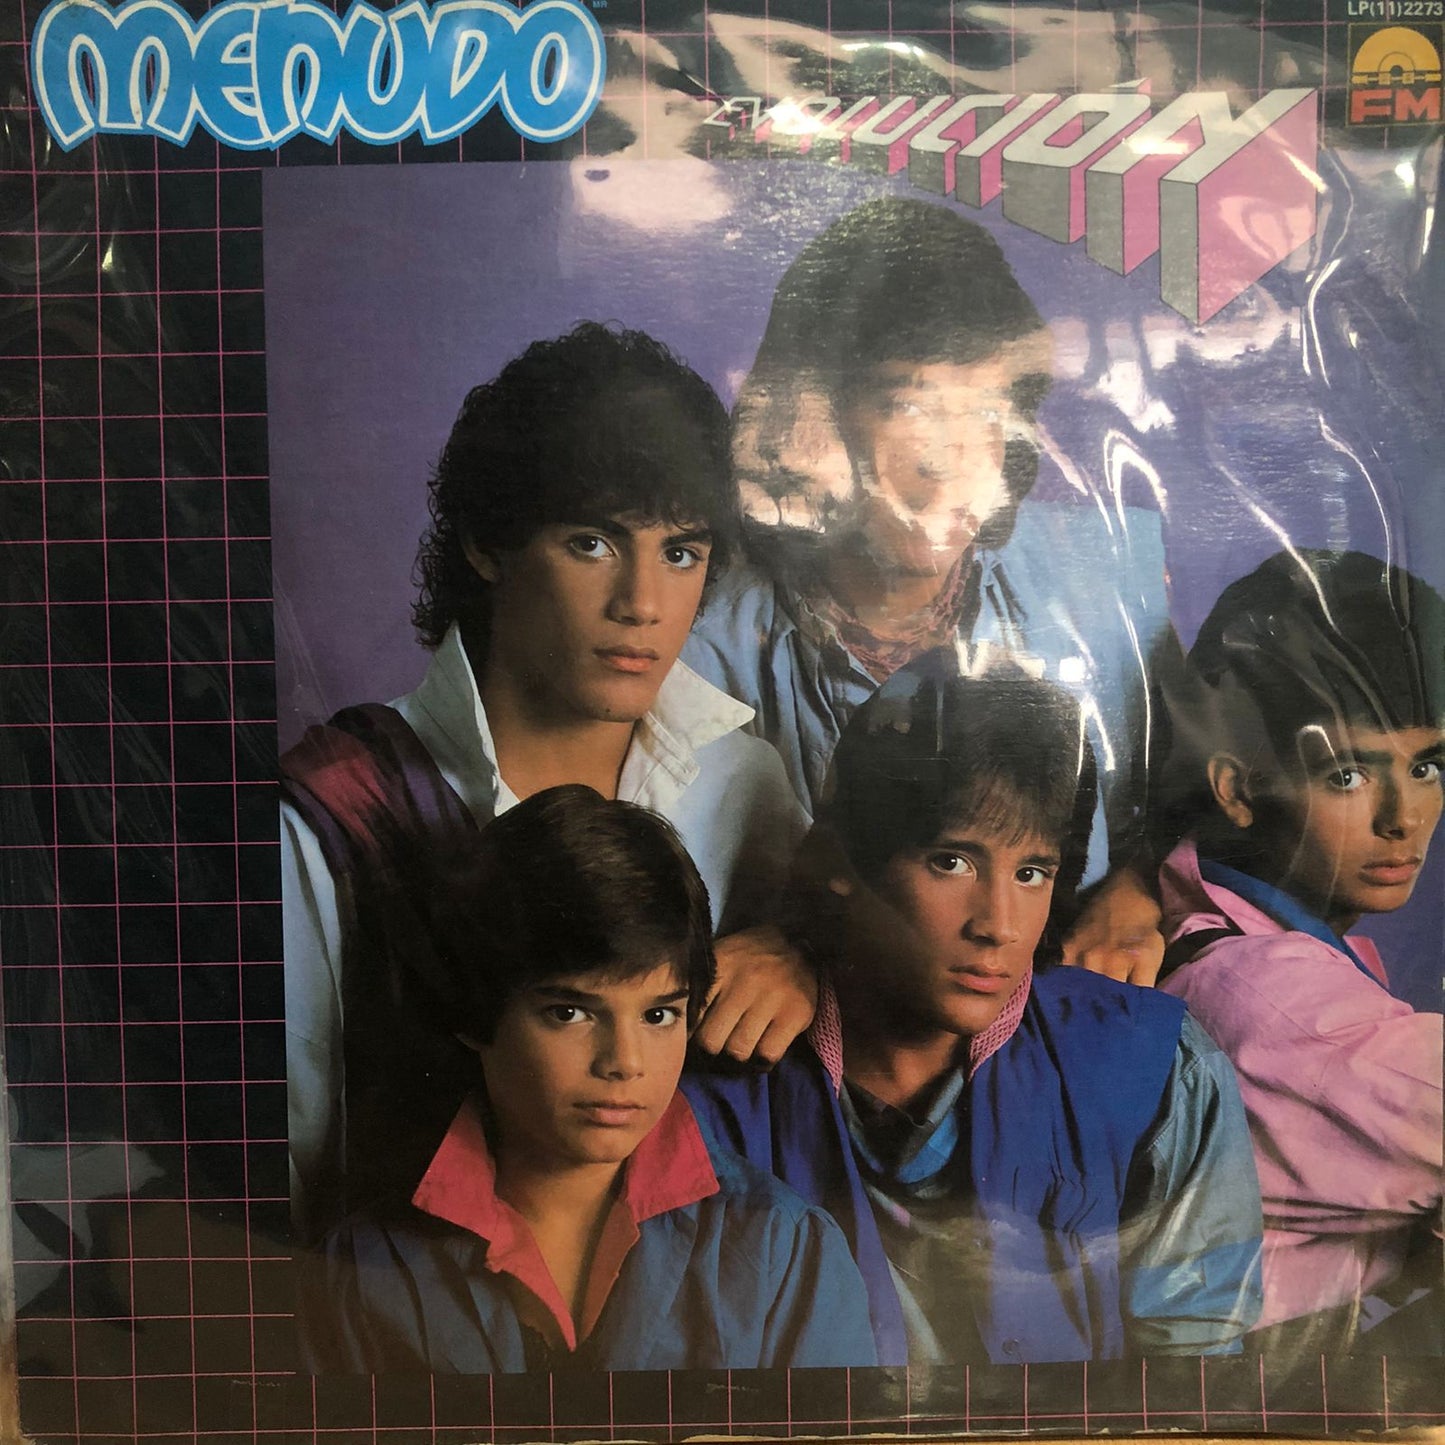 MENUDO
MR
EVOLUCIÓN
LP(11)2273
FM